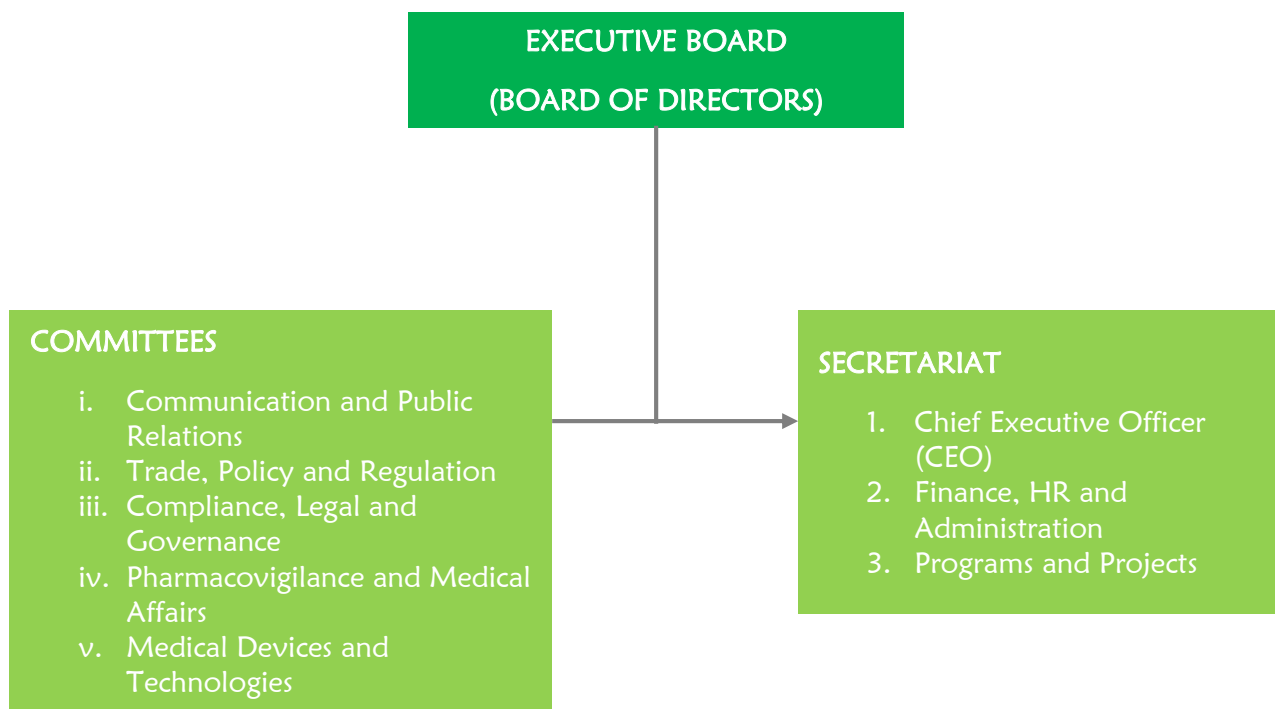 EXECUTIVE BOARD
(BOARD OF DIRECTORS)
COMMITTEES
i. Communication and Public
Relations
ii. Trade, Policy and Regulation
iii. Compliance, Legal and
Governance
iv. Pharmacovigilance and Medical
Affairs
v. Medical Devices and
Technologies
SECRETARIAT
1. Chief Executive Officer
(CEO)
2. Finance, HR and
Administration
3. Programs and Projects